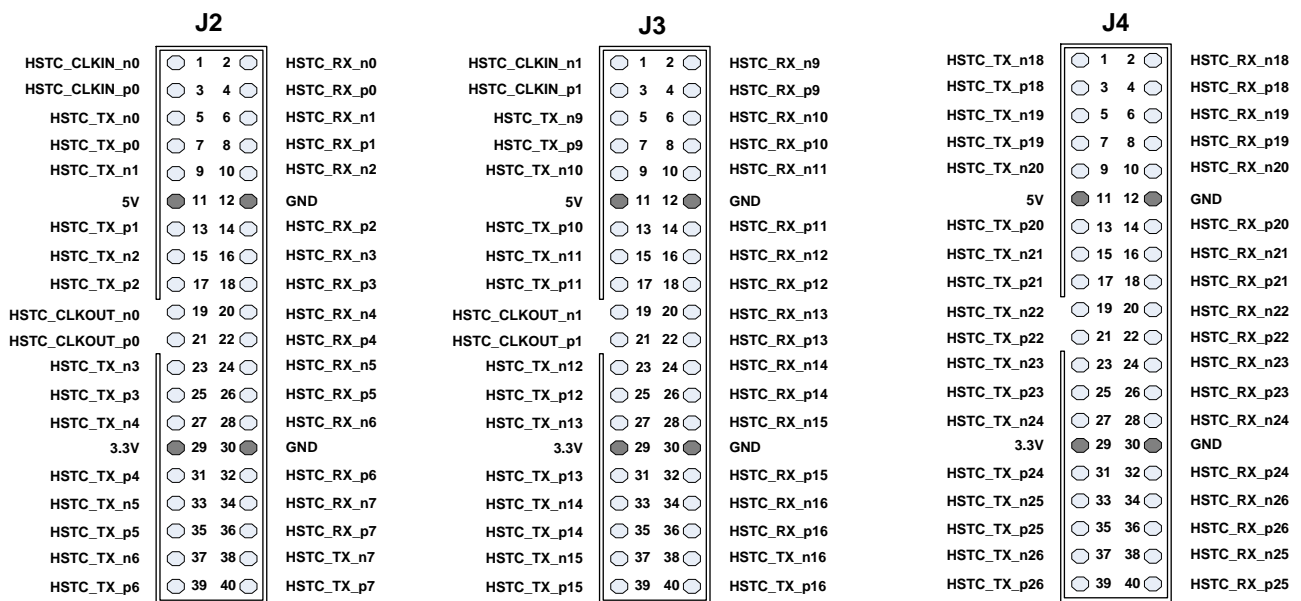 J2
HSTC_CLKIN_n0 1 2 HSTC_RX_n0
HSTC_CLKIN_p0 3 4 HSTC_RX_p0
HSTC_TX_n0 5 6 HSTC_RX_n1
HSTC_TX_p0 7 8 HSTC_RX_p1
HSTC_TX_n1 9 10 HSTC_RX_n2
5V 11 12 GND
HSTC_TX_p1 13 14 HSTC_RX_p2
HSTC_TX_n2 15 16 HSTC_RX_n3
HSTC_TX_p2 17 18 HSTC_RX_p3
HSTC_CLKOUT_n0 19 20 HSTC_RX_n4
HSTC_CLKOUT_p0 21 22 HSTC_RX_p4
HSTC_TX_n3 23 24 HSTC_RX_n5
HSTC_TX_p3 25 26 HSTC_RX_p5
HSTC_TX_n4 27 28 HSTC_RX_n6
3.3V 29 30 GND
HSTC_TX_p4 31 32 HSTC_RX_p6
HSTC_TX_n5 33 34 HSTC_RX_n7
HSTC_TX_p5 35 36 HSTC_RX_p7
HSTC_TX_n6 37 38 HSTC_TX_n7
HSTC_TX_p6 39 40 HSTC_TX_p7
J3
HSTC_CLKIN_n1 1 2 HSTC_RX_n9
HSTC_CLKIN_p1 3 4 HSTC_RX_p9
HSTC_TX_n9 5 6 HSTC_RX_n10
HSTC_TX_p9 7 8 HSTC_RX_p10
HSTC_TX_n10 9 10 HSTC_RX_n11
5V 11 12 GND
HSTC_TX_p10 13 14 HSTC_RX_p11
HSTC_TX_n11 15 16 HSTC_RX_n12
HSTC_TX_p11 17 18 HSTC_RX_p12
HSTC_CLKOUT_n1 19 20 HSTC_RX_n13
HSTC_CLKOUT_p1 21 22 HSTC_RX_p13
HSTC_TX_n12 23 24 HSTC_RX_n14
HSTC_TX_p12 25 26 HSTC_RX_p14
HSTC_TX_n13 27 28 HSTC_RX_n15
3.3V 29 30 GND
HSTC_TX_p13 31 32 HSTC_RX_p15
HSTC_TX_n14 33 34 HSTC_RX_n16
HSTC_TX_p14 35 36 HSTC_RX_p16
HSTC_TX_n15 37 38 HSTC_TX_n16
HSTC_TX_p15 39 40 HSTC_TX_p16
J4
HSTC_TX_n18 1 2 HSTC_RX_n18
HSTC_TX_p18 3 4 HSTC_RX_p18
HSTC_TX_n19 5 6 HSTC_RX_n19
HSTC_TX_p19 7 8 HSTC_RX_p19
HSTC_TX_n20 9 10 HSTC_RX_n20
5V 11 12 GND
HSTC_TX_p20 13 14 HSTC_RX_p20
HSTC_TX_n21 15 16 HSTC_RX_n21
HSTC_TX_p21 17 18 HSTC_RX_p21
HSTC_TX_n22 19 20 HSTC_RX_n22
HSTC_TX_p22 21 22 HSTC_RX_p22
HSTC_TX_n23 23 24 HSTC_RX_n23
HSTC_TX_p23 25 26 HSTC_RX_p23
HSTC_TX_n24 27 28 HSTC_RX_n24
3.3V 29 30 GND
HSTC_TX_p24 31 32 HSTC_RX_p24
HSTC_TX_n25 33 34 HSTC_RX_n26
HSTC_TX_p25 35 36 HSTC_RX_p26
HSTC_TX_n26 37 38 HSTC_RX_n25
HSTC_TX_p26 39 40 HSTC_RX_p25